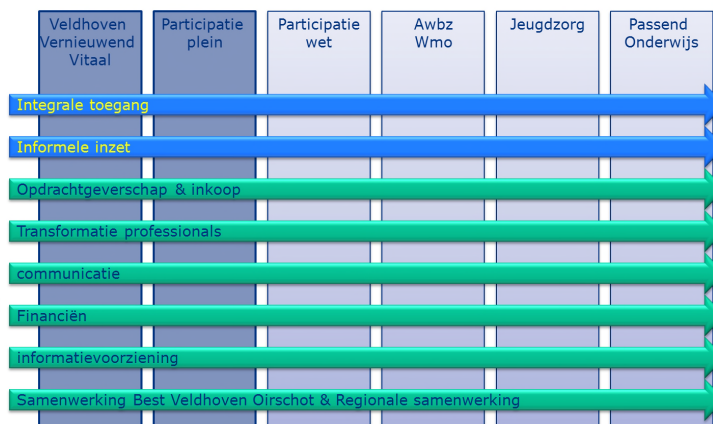 Veldhoven
Vernieuwend
Vitaal
Participatie
plein
Participatie
wet
Awbz
Wmo
Jeugdzorg
Passend
Onderwijs
Integrale toegang
Informele inzet
Opdrachtgeverschap & inkoop
Transformatie professionals
communicatie
Financiën
informatievoorziening
Samenwerking Best Veldhoven Oirschot & Regionale samenwerking